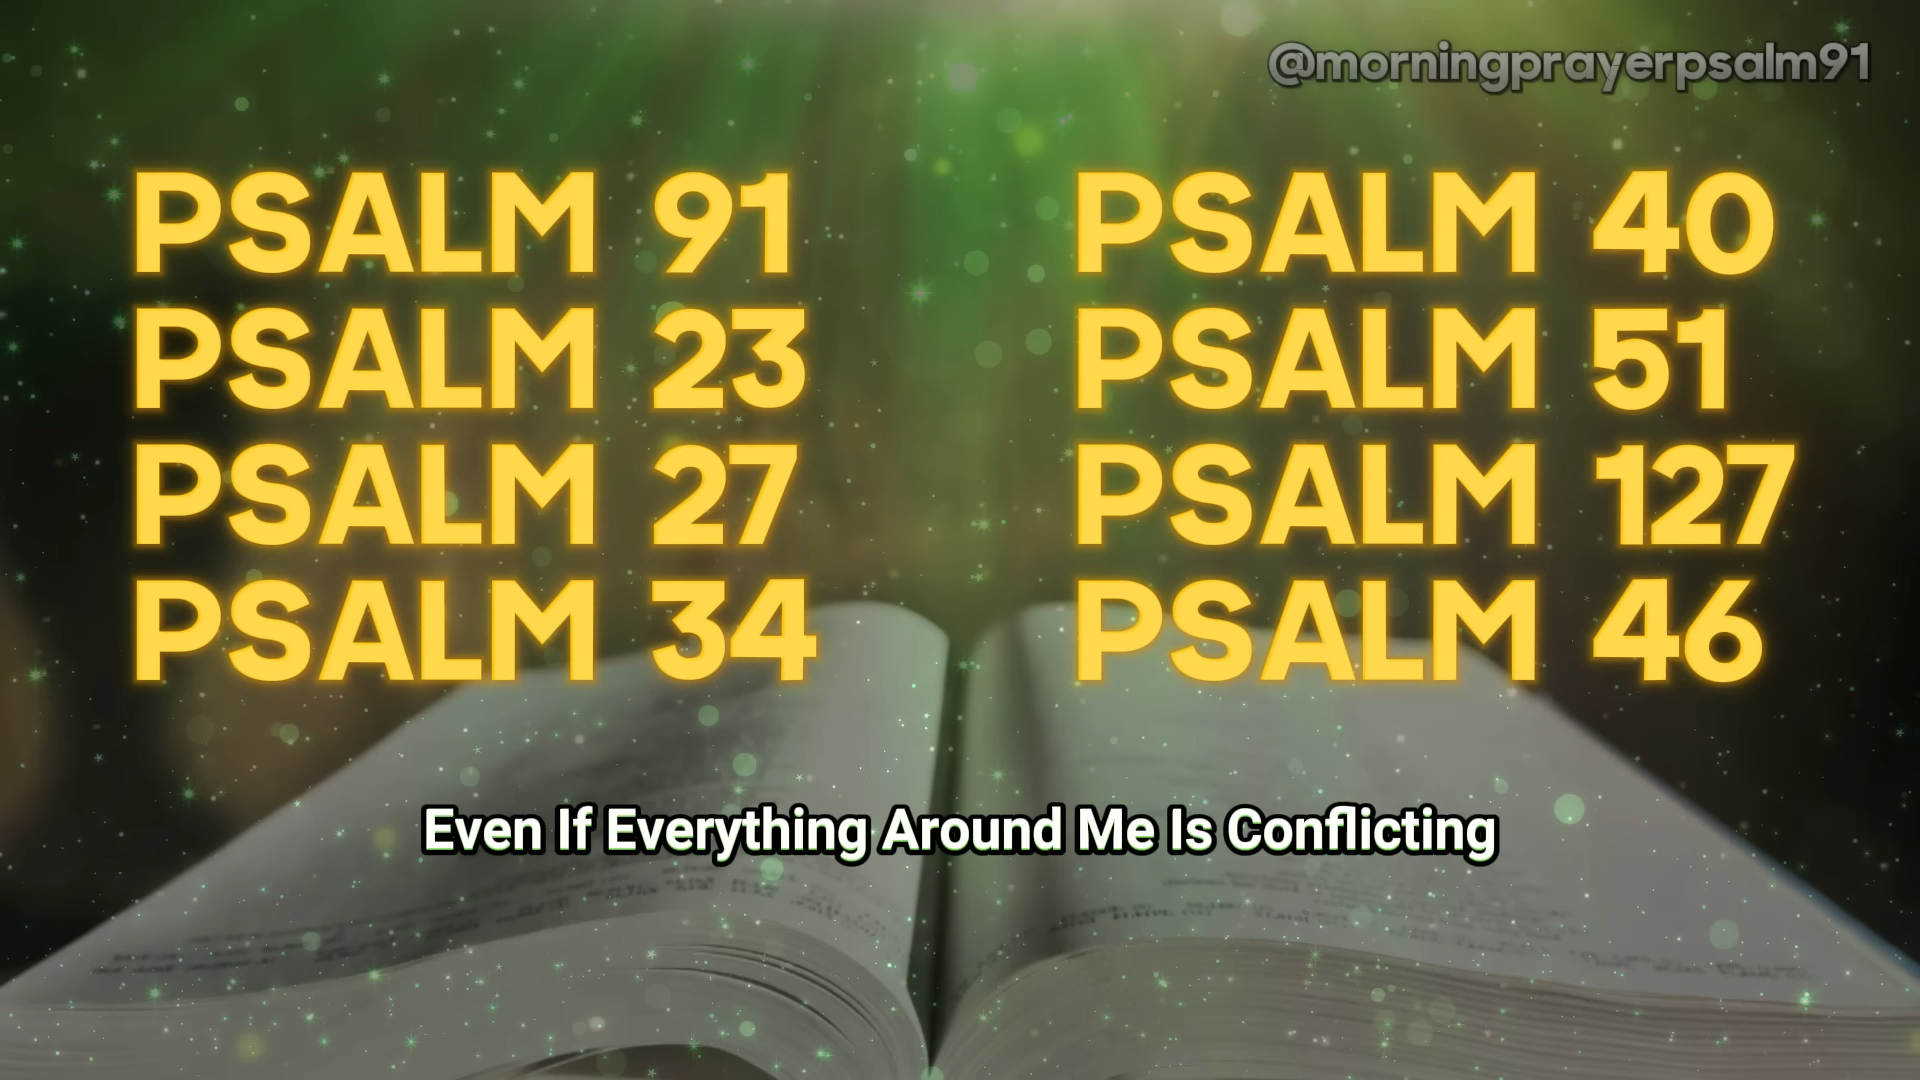 @morningprayerpsalm91
PSALM 91
PSALM 23
PSALM 27
PSALM 34
PSALM 40
PSALM 51
PSALM 127
PSALM 46
Even If Everything Around Me Is Conflicting